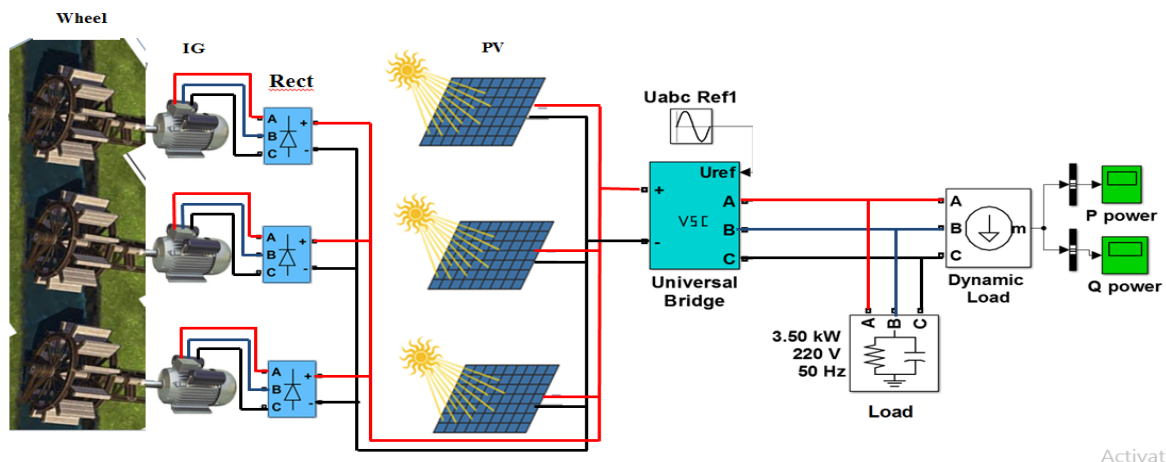 Wheel
IG
Rect
PV
A
B
C
+
-
A
B
C
+
-
A
B
C
+
-
Uabc Ref1
Uref
+
-
VSC
A
B
C
Universal
Bridge
A
B
C
m
Dynamic
Load
P power
Q power
A B C
3.50 kW
220 V
50 Hz
Load
Activat